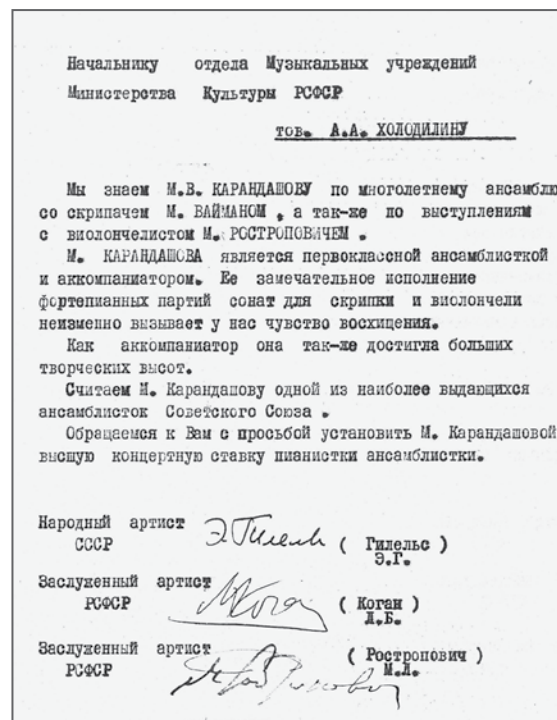 Начальнику отдела Музыкальных учреждений
Министерства Культуры РСФСР
тов. А.А. ХОЛОДИЛИНУ
Мы знаем М.В. КАРАНДАШОВУ по многолетнему ансамблю
со скрипачем М. ВАЙМАНОМ , а так-же по выступлениям
с виолончелистом М. РОСТРОПОВИЧЕМ .
М. КАРАНДАШОВА является первоклассной ансамблисткой
и аккомпаниатором. Ее замечательное исполнение
фортепианных партий сонат для скрипки и виолончели
неизменно вызывает у нас чувство восхищения.
Как аккомпаниатор она так-же достигла больших
творческих высот.
Считаем М. Карандашову одной из наиболее выдающихся
ансамблисток Советского Союза .
Обращаемся к Вам с просьбой установить М. Карандашовой
высшую концертную ставку пианистки ансамблистки.
Народный артист
СССР Э Гилельс ( Гилельс )
Э.Г.
Заслуженный артист
РСФСР Коган ( Коган )
Л.Б.
Заслуженный артист ( Ростропович )
РСФСР М.Л.